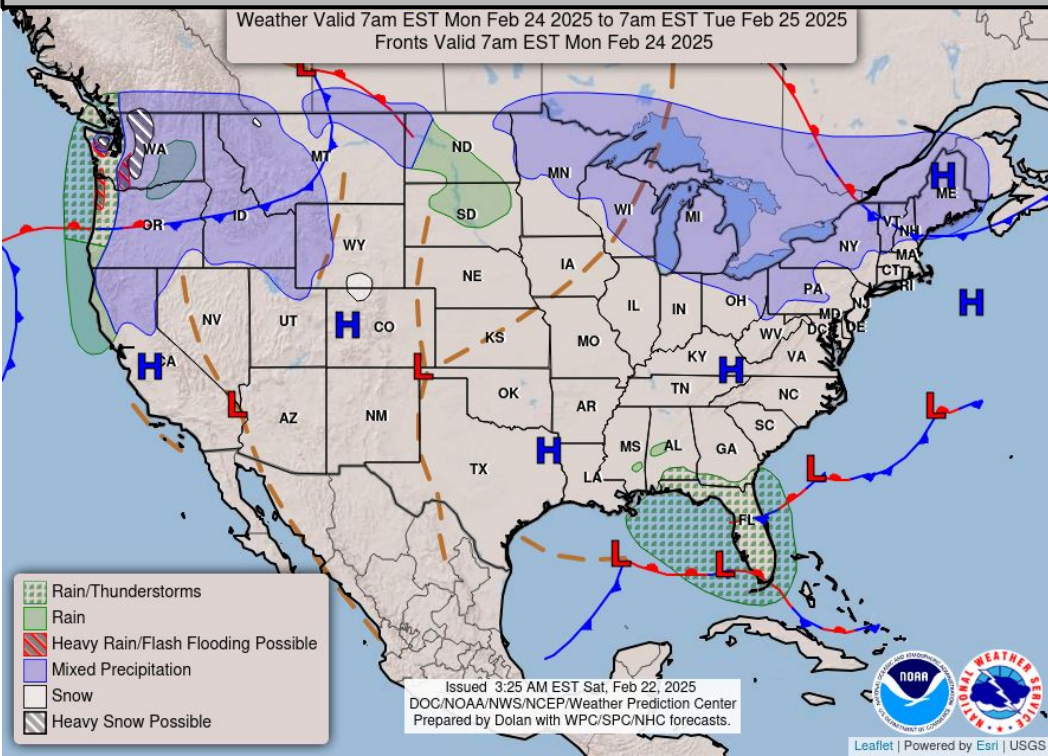 Weather Valid 7am EST Mon Feb 24 2025 to 7am EST Tue Feb 25 2025
Fronts Valid 7am EST Mon Feb 24 2025
L
WA
MT
ND
MN
H
ME
OR
ID
SD
WI
MI
VT
NH
WY
NY
MA
CT
RI
NE
IA
PA
NJ
H
NV
UT
H
CO
IL
IN
OH
MD
DE
DC
WV
KS
MO
VA
H
CA
L
KY
H
L
AZ
NM
OK
AR
TN
NC
L
H
MS
AL
GA
SC
TX
LA
L
FL
L
L
Rain/Thunderstorms
Rain
Heavy Rain/Flash Flooding Possible
Mixed Precipitation
Snow
Heavy Snow Possible
Issued 3:25 AM EST Sat, Feb 22, 2025
DOC/NOAA/NWS/NCEP/Weather Prediction Center
Prepared by Dolan with WPC/SPC/NHC forecasts.
NOAA
NATIONAL WEATHER SERVICE
Leaflet | Powered by Esri | USGS